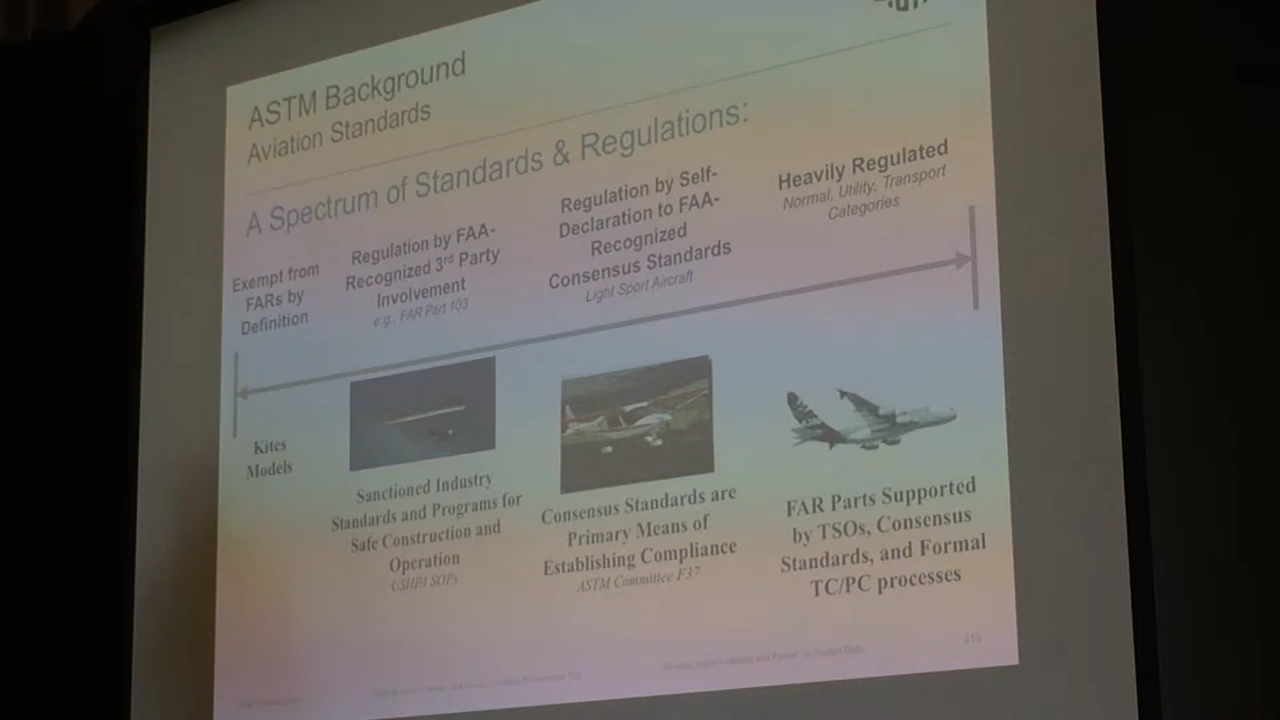 ASTM Background
Aviation Standards
A Spectrum of Standards & Regulations:
Exempt from
FARs by
Definition
Regulation by FAA-
Recognized 3rd Party
Involvement
e.g., FAR Part 103
Regulation by Self-
Declaration to FAA-
Recognized
Consensus Standards
Light Sport Aircraft
Heavily Regulated
Normal, Utility, Transport
Categories
Kites
Models
Sanctioned Industry
Standards and Programs for
Safe Construction and
Operation
USHPA SOPs
Consensus Standards are
Primary Means of
Establishing Compliance
ASTM Committee F37
FAR Parts Supported
by TSOs, Consensus
Standards, and Formal
TC/PC processes